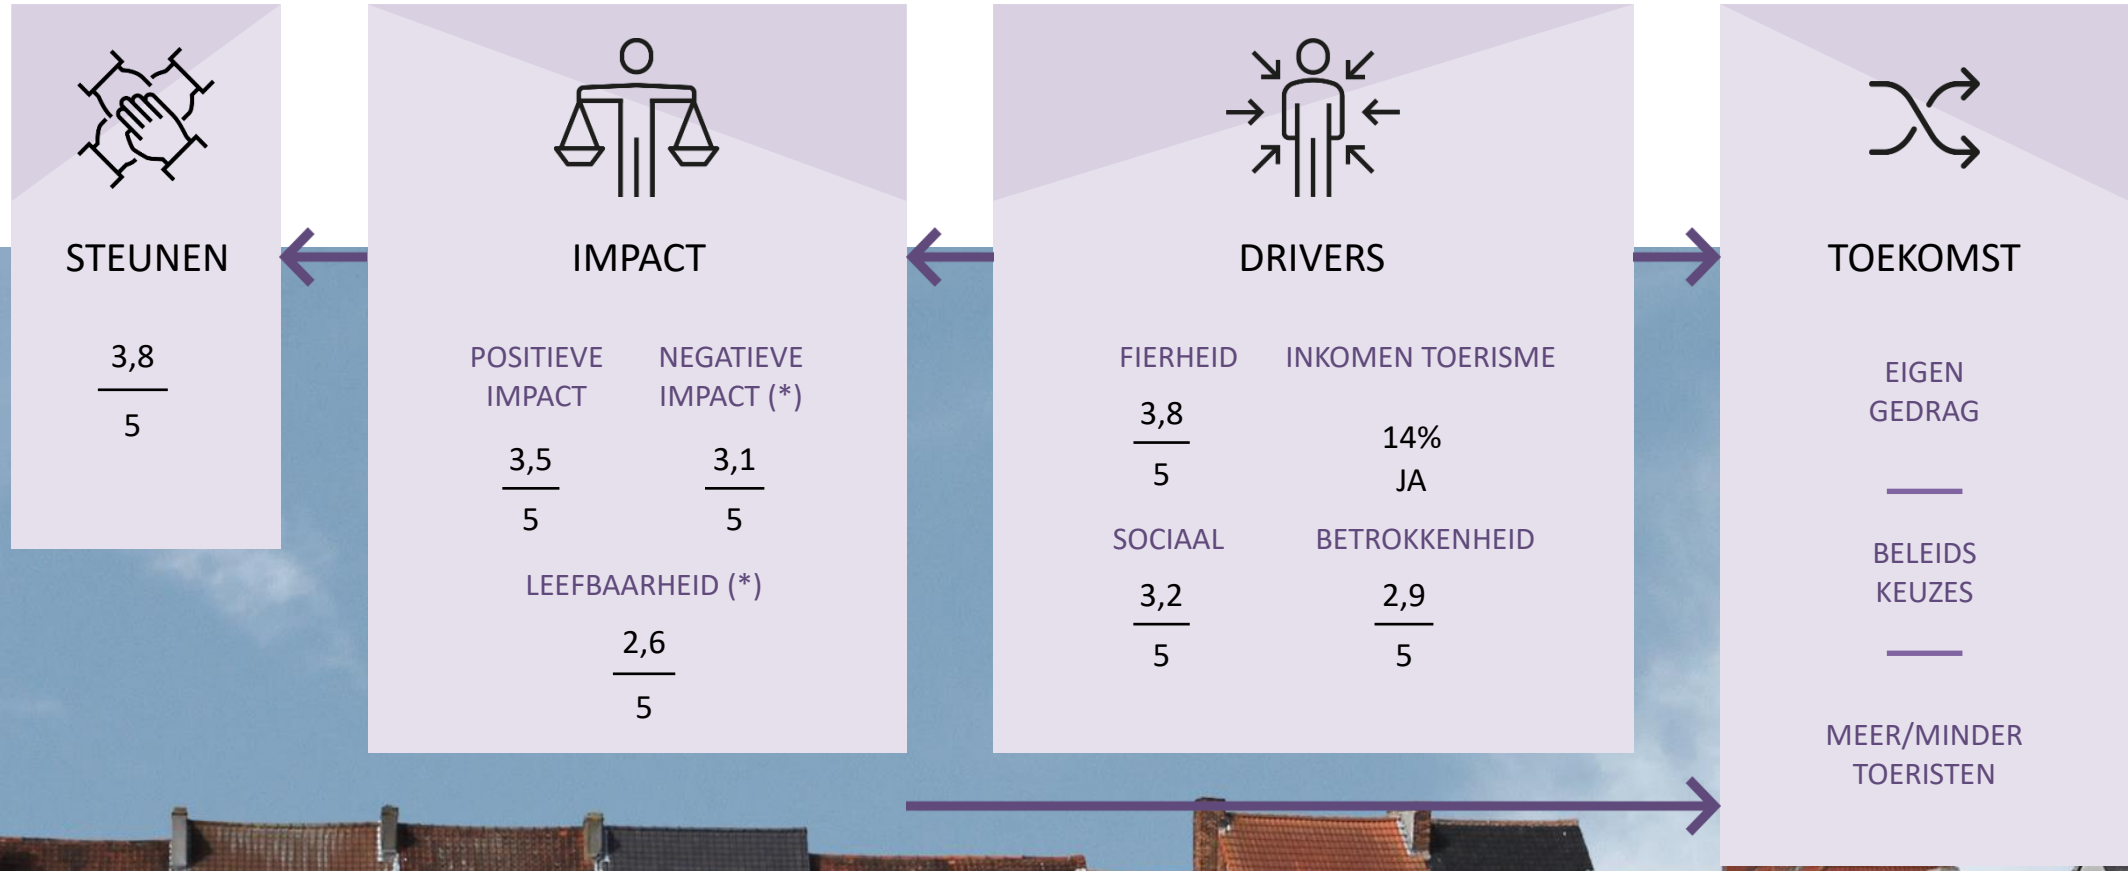 STEUNEN
3,8
5
IMPACT
POSITIEVE
IMPACT
3,5
5
NEGATIEVE
IMPACT (*)
3,1
5
LEEFBAARHEID (*)
2,6
5
DRIVERS
FIERHEID
3,8
5
INKOMEN TOERISME
14%
JA
SOCIAAL
3,2
5
BETROKKENHEID
2,9
5
TOEKOMST
EIGEN
GEDRAG
BELEIDS
KEUZES
MEER/MINDER
TOERISTEN